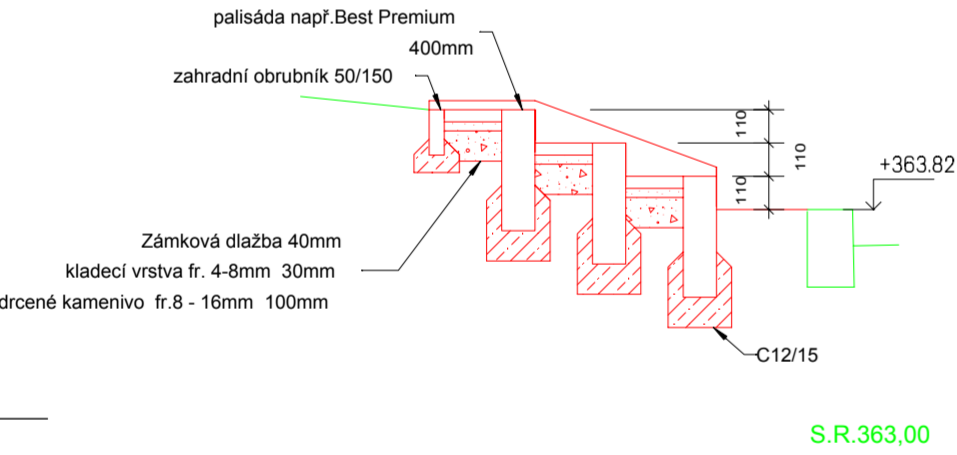 palisáda např.Best Premium
400mm
zahradní obrubník 50/150
110
110
110
+363.82
Zámková dlažba 40mm
kladecí vrstva fr. 4-8mm 30mm
drcené kamenivo fr.8 - 16mm 100mm
C12/15
S.R.363,00